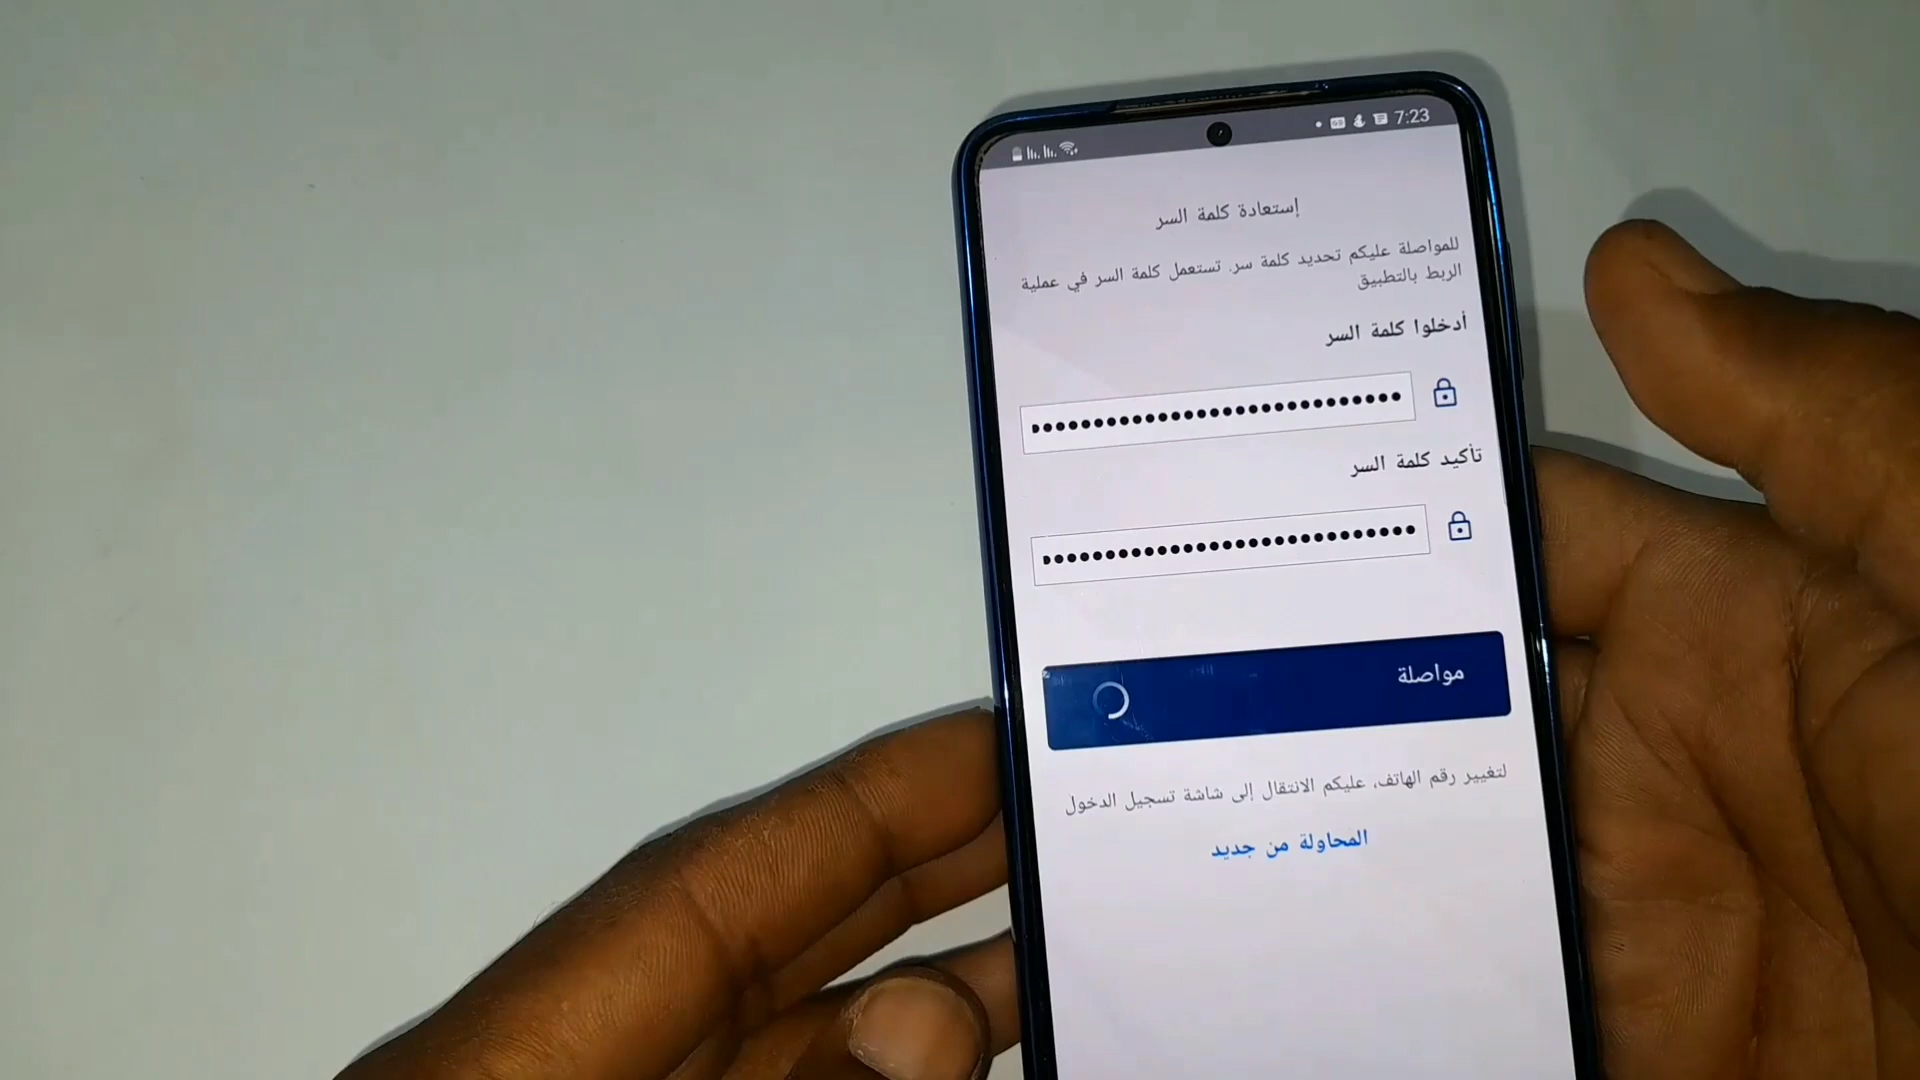 7:23
إستعادة كلمة السر
للمواصلة عليكم تحديد كلمة سر. تستعمل كلمة السر في عملية
الربط بالتطبيق
أدخلوا كلمة السر
تأكيد كلمة السر
مواصلة
لتغيير رقم الهاتف، عليكم الانتقال إلى شاشة تسجيل الدخول
المحاولة من جديد